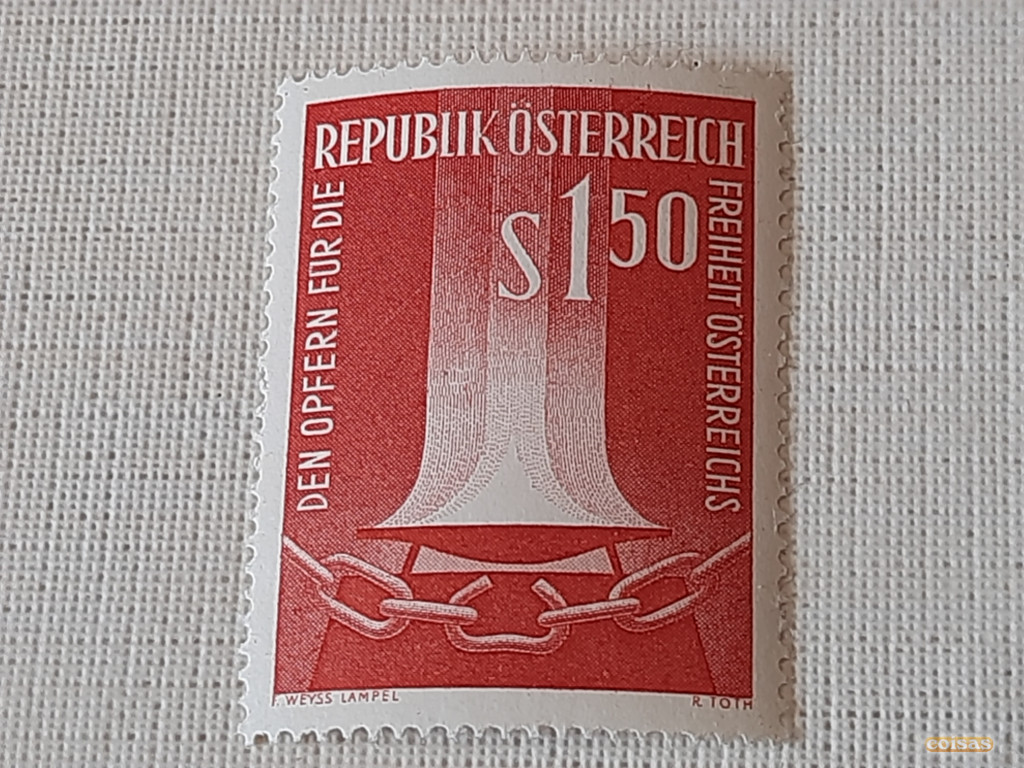 REPUBLIK ÖSTERREICH
S 1 50
DEN OPFERN FÜR DIE
FREIHEIT ÖSTERREICHS
F. WEYSS LAMPEL
R. TOTH
coisas